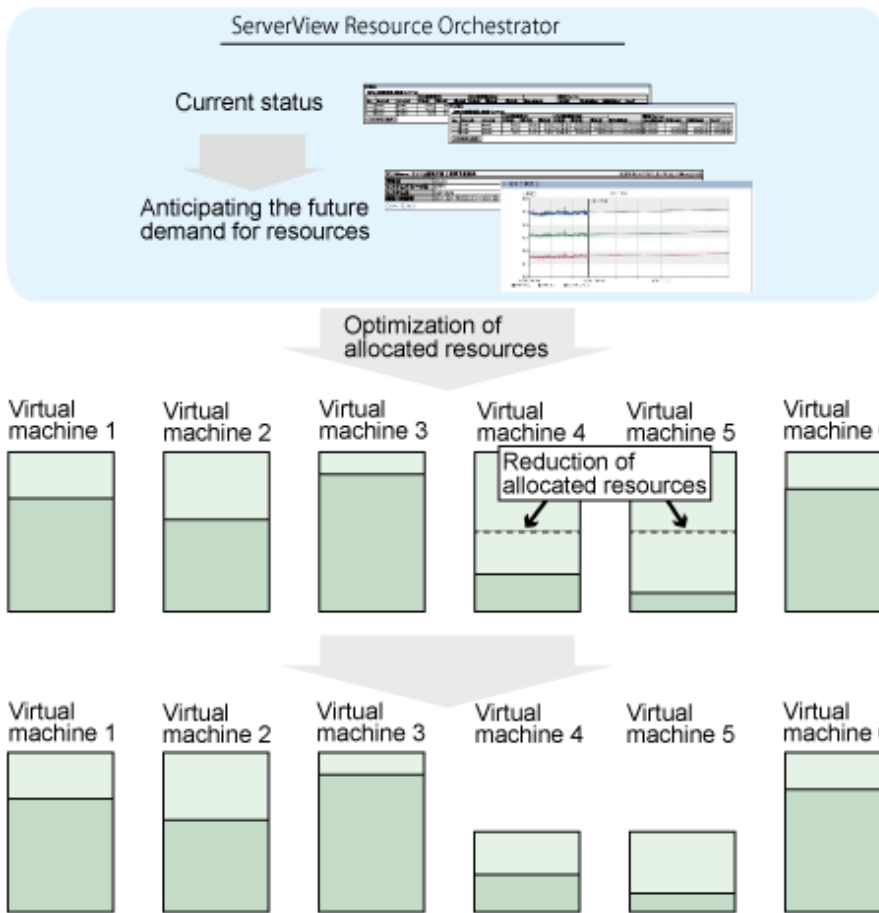 ServerView Resource Orchestrator
Current status
Anticipating the future
demand for resources
Optimization of
allocated resources
Virtual
machine 1
Virtual
machine 2
Virtual
machine 3
Virtual
machine 4
Virtual
machine 5
Virtual
machine
Reduction of
allocated resources
Virtual
machine 1
Virtual
machine 2
Virtual
machine 3
Virtual
machine 4
Virtual
machine 5
Virtual
machine